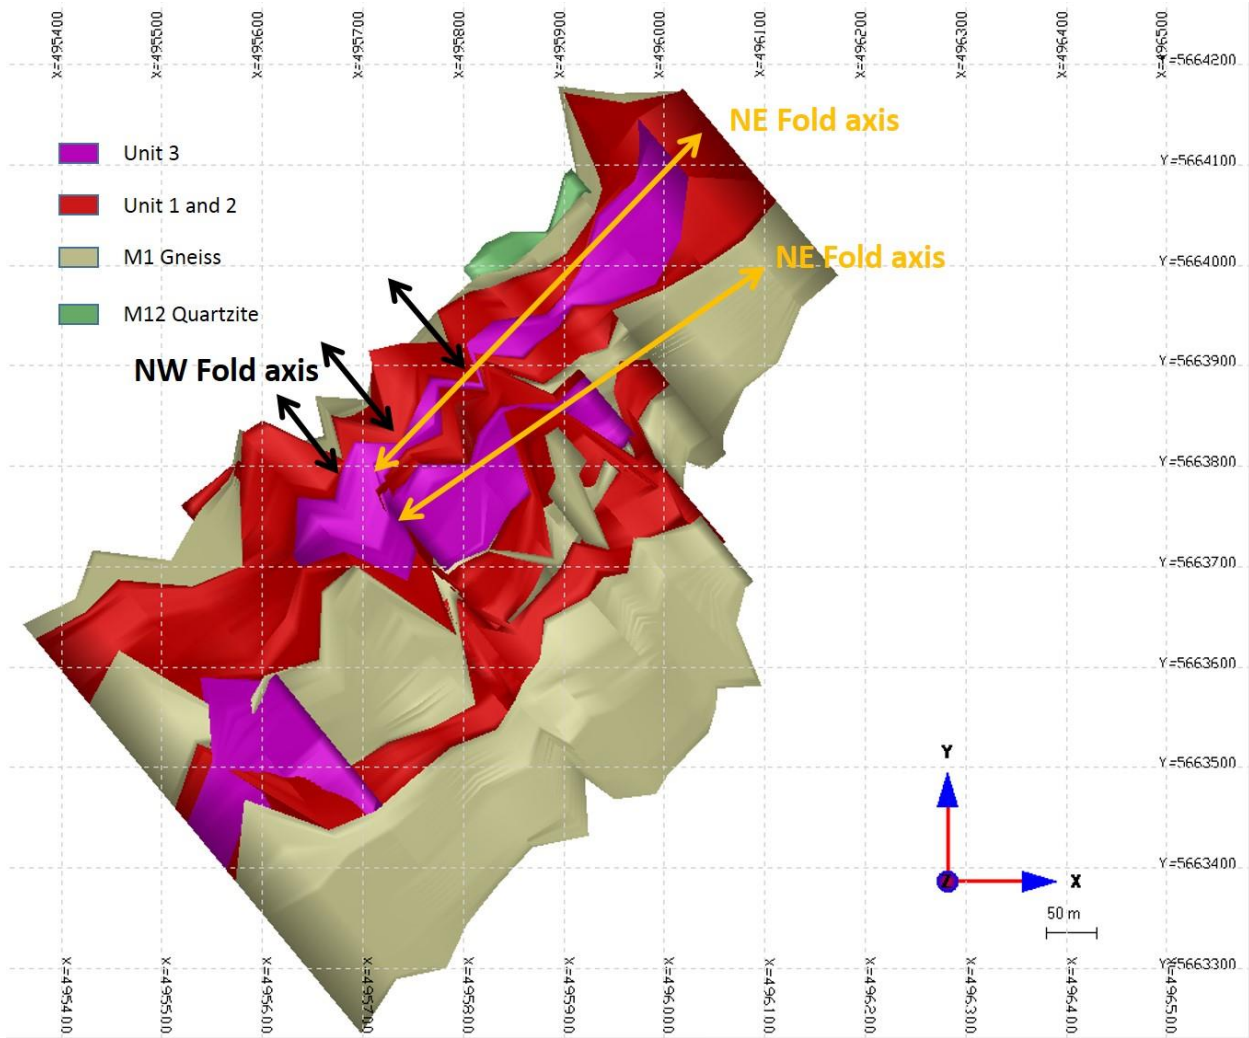 X=495400 X=495500 X=495600 X=495700 X=495800 X=495900 X=496000 X=496100 X=496200 X=496300 X=496400 X=496500
Y=5664200
NE Fold axis
Unit 3
Y=5664100
Unit 1 and 2
M1 Gneiss
NE Fold axis
Y=5664000
M12 Quartzite
NW Fold axis
Y=5663900
Y=5663800
Y=5663700
Y=5663600
Y
Y=5663500
Y=5663400
Z
X
50 m
Y=5663300
X=495400 X=495500 X=495600 X=495700 X=495800 X=495900 X=496000 X=496100 X=496200 X=496300 X=496400 X=496500